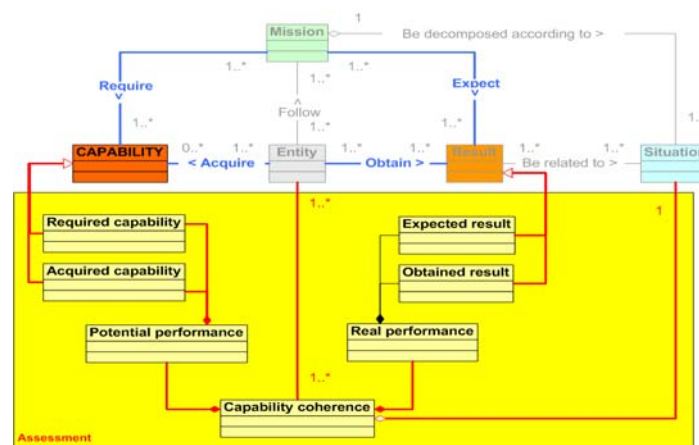 1
Mission
Be decomposed according to >
1..*
1..*
1..*
Require
<
Expect
<
Follow
<
1..*
1..*
1..*
1..
CAPABILITY
0..*
< Acquire
1..*
Entity
1..*
Obtain >
1..*
Result
1..*
Be related to >
1..*
Situation
1..*
1
Required capability
Expected result
Acquired capability
Obtained result
Potential performance
Real performance
1..*
Capability coherence
Assessment